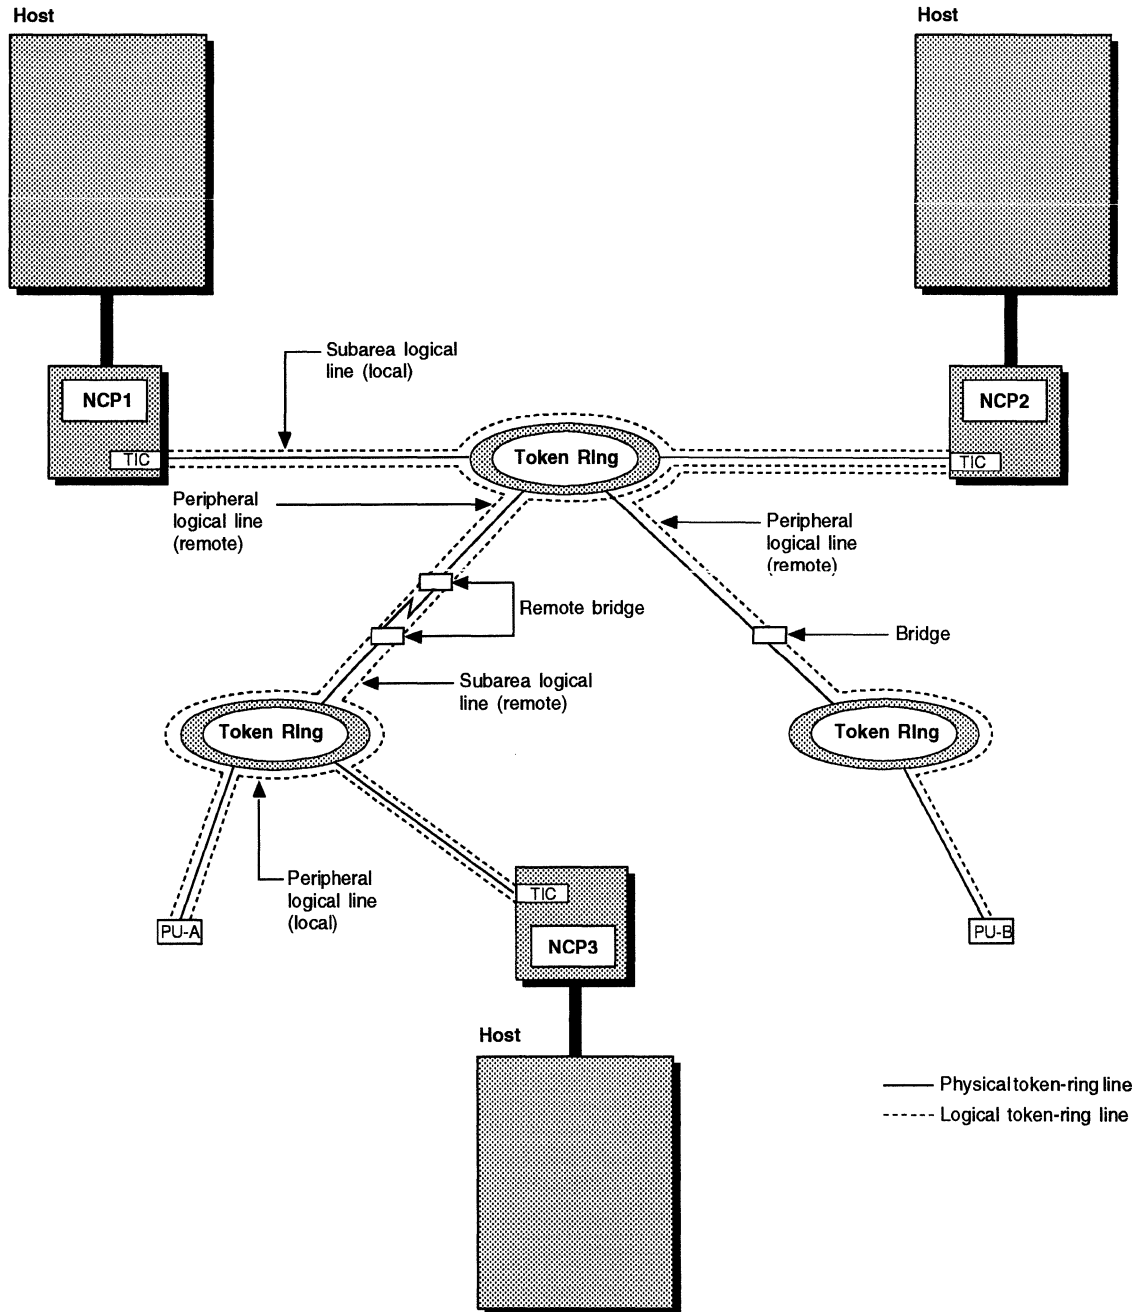 Host
Host
Subarea logical
line (local)
NCP1
NCP2
TIC
Token RIng
TIC
Peripheral
logical line
(remote)
Peripheral
logical line
(remote)
Remote bridge
Bridge
Subarea logical
line (remote)
Token RIng
Token RIng
Peripheral
logical line
(local)
TIC
PU-A
PU-B
NCP3
Host
Physical token-ring line
Logical token-ring line